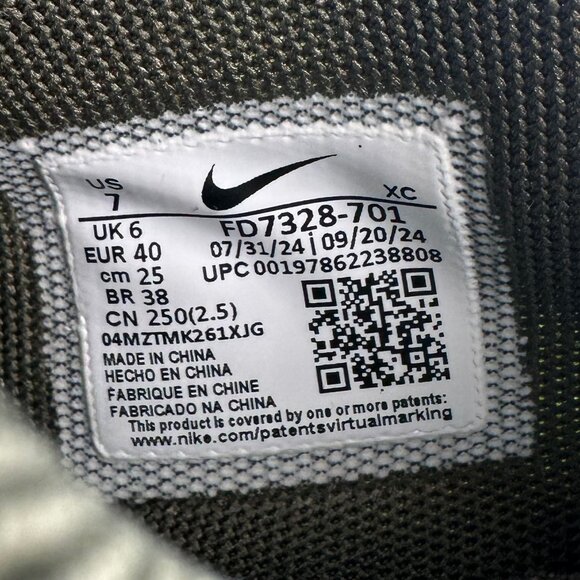 US XC
7
UK 6 FD7328-701
EUR 40 07/31/24 | 09/20/24
cm 25 UPC 00197862238808
BR 38
CN 250(2.5)
04MZTMK261XJG
MADE IN CHINA
HECHO EN CHINA
FABRIQUE EN CHINE
FABRICADO NA CHINA
This product is covered by one or more patents:
www.nike.com/patentsvirtualmarking